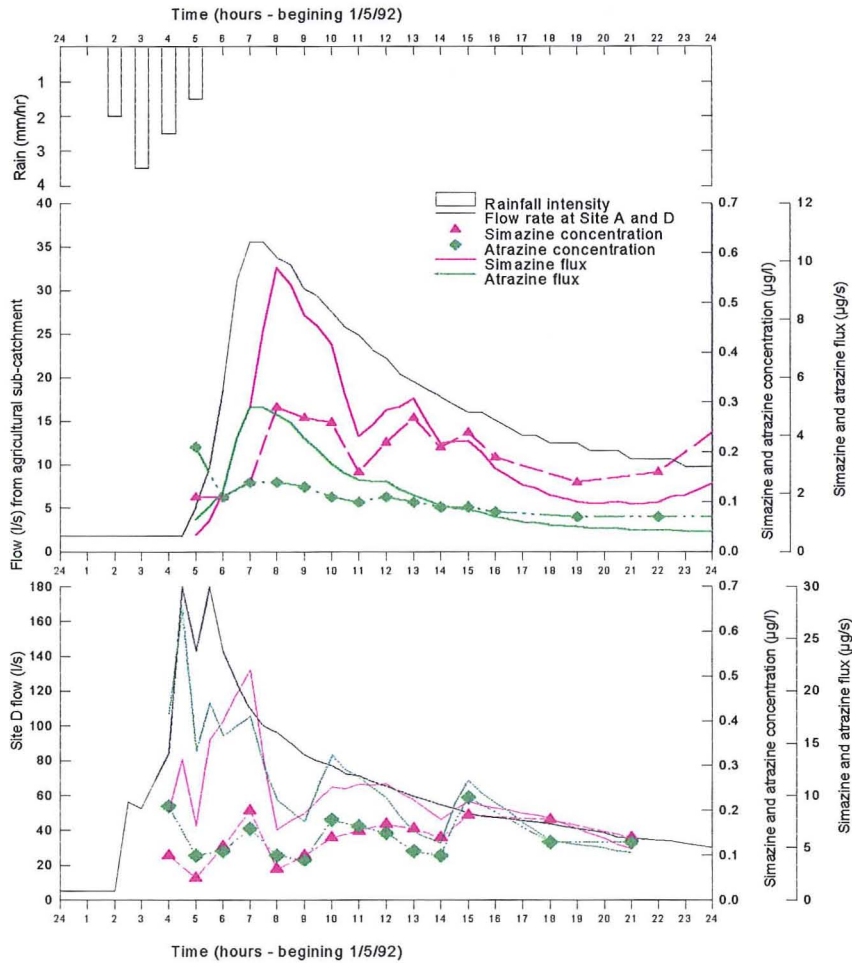 Time (hours - begining 1/5/92)
24 1 2 3 4 5 6 7 8 9 10 11 12 13 14 15 16 17 18 19 20 21 22 23 24
Rain (mm/hr)
1
2
3
4
Rainfall intensity
Flow rate at Site A and D
Simazine concentration
Atrazine concentration
Simazine flux
Atrazine flux
Flow (l/s) from agricultural sub-catchment
40
35
30
25
20
15
10
5
0
0.7
0.6
0.5
0.4
0.3
0.2
0.1
0.0
Simazine and atrazine concentration (µg/l)
12
10
8
6
4
2
0
Simazine and atrazine flux (µg/s)
24 1 2 3 4 5 6 7 8 9 10 11 12 13 14 15 16 17 18 19 20 21 22 23 24
Site D flow (l/s)
180
160
140
120
100
80
60
40
20
0
0.7
0.6
0.5
0.4
0.3
0.2
0.1
0.0
Simazine and atrazine concentration (µg/l)
30
25
20
15
10
5
0
Simazine and atrazine flux (µg/s)
24 1 2 3 4 5 6 7 8 9 10 11 12 13 14 15 16 17 18 19 20 21 22 23 24
Time (hours - begining 1/5/92)